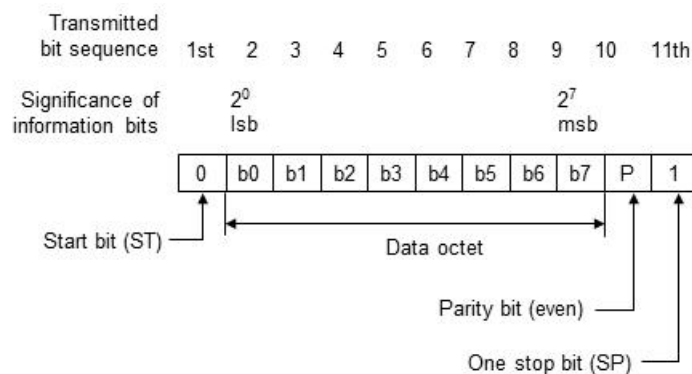 Transmitted
bit sequence 1st 2 3 4 5 6 7 8 9 10 11th
Significance of 2⁰ 2⁷
information bits lsb msb
0 b0 b1 b2 b3 b4 b5 b6 b7 P 1
Start bit (ST)
Data octet
Parity bit (even)
One stop bit (SP)